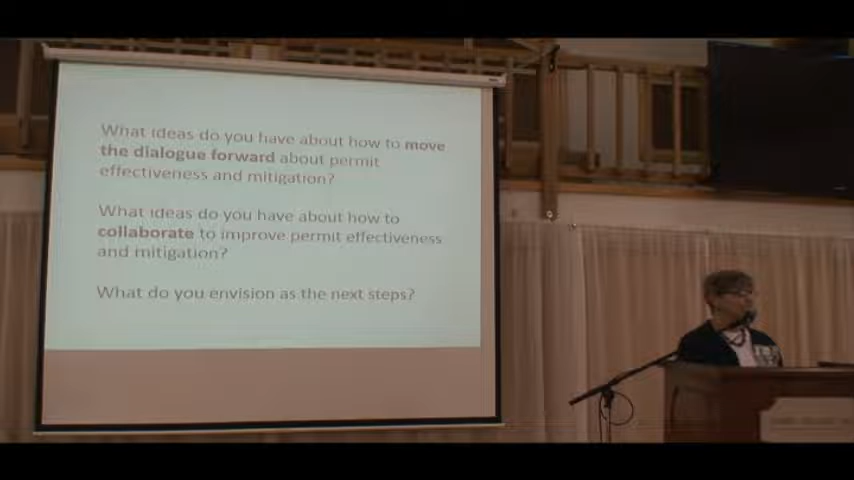 What ideas do you have about how to move
the dialogue forward about permit
effectiveness and mitigation?
What ideas do you have about how to
collaborate to improve permit effectiveness
and mitigation?
What do you envision as the next steps?